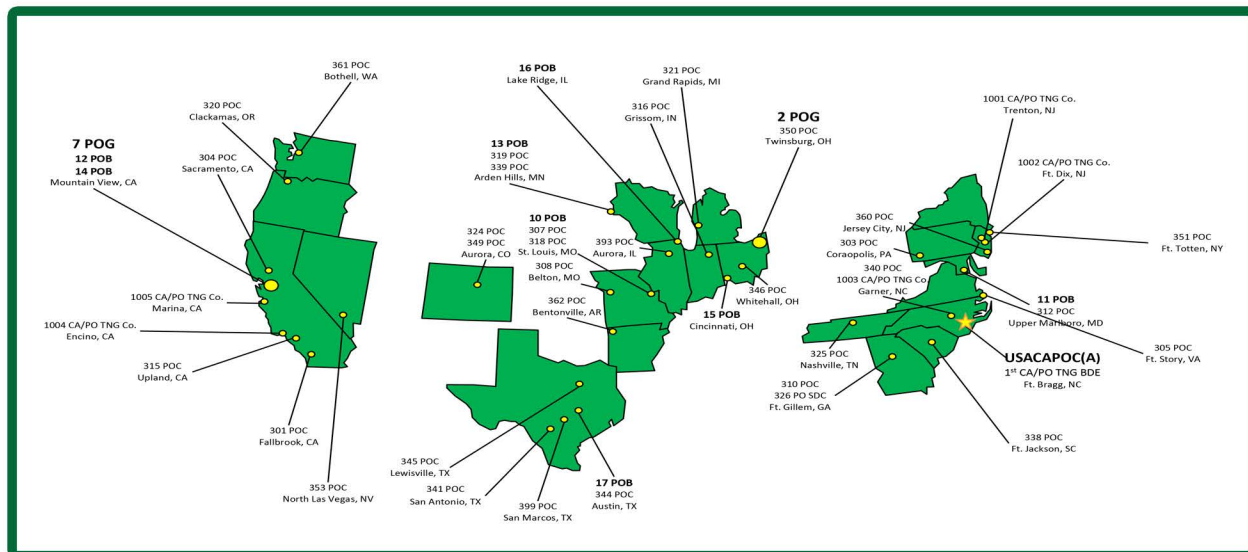 361 POC
Bothell, WA
320 POC
Clackamas, OR
7 POG
12 POB
14 POB
Mountain View, CA
304 POC
Sacramento, CA
1005 CA/PO TNG Co.
Marina, CA
1004 CA/PO TNG Co.
Encino, CA
315 POC
Upland, CA
301 POC
Fallbrook, CA
353 POC
North Las Vegas, NV
16 POB
Lake Ridge, IL
321 POC
Grand Rapids, MI
316 POC
Grissom, IN
2 POG
350 POC
Twinsburg, OH
13 POB
319 POC
339 POC
Arden Hills, MN
10 POB
307 POC
318 POC
St. Louis, MO
324 POC
349 POC
Aurora, CO
393 POC
Aurora, IL
308 POC
Belton, MO
362 POC
Bentonville, AR
346 POC
Whitehall, OH
15 POB
Cincinnati, OH
345 POC
Lewisville, TX
341 POC
San Antonio, TX
399 POC
San Marcos, TX
17 POB
344 POC
Austin, TX
1001 CA/PO TNG Co.
Trenton, NJ
1002 CA/PO TNG Co.
Ft. Dix, NJ
360 POC
Jersey City, NJ
303 POC
Coraopolis, PA
351 POC
Ft. Totten, NY
340 POC
1003 CA/PO TNG Co
Garner, NC
11 POB
312 POC
Upper Marlboro, MD
305 POC
Ft. Story, VA
325 POC
Nashville, TN
USACAPOC(A)
1st CA/PO TNG BDE
Ft. Bragg, NC
310 POC
326 PO SDC
Ft. Gillem, GA
338 POC
Ft. Jackson, SC